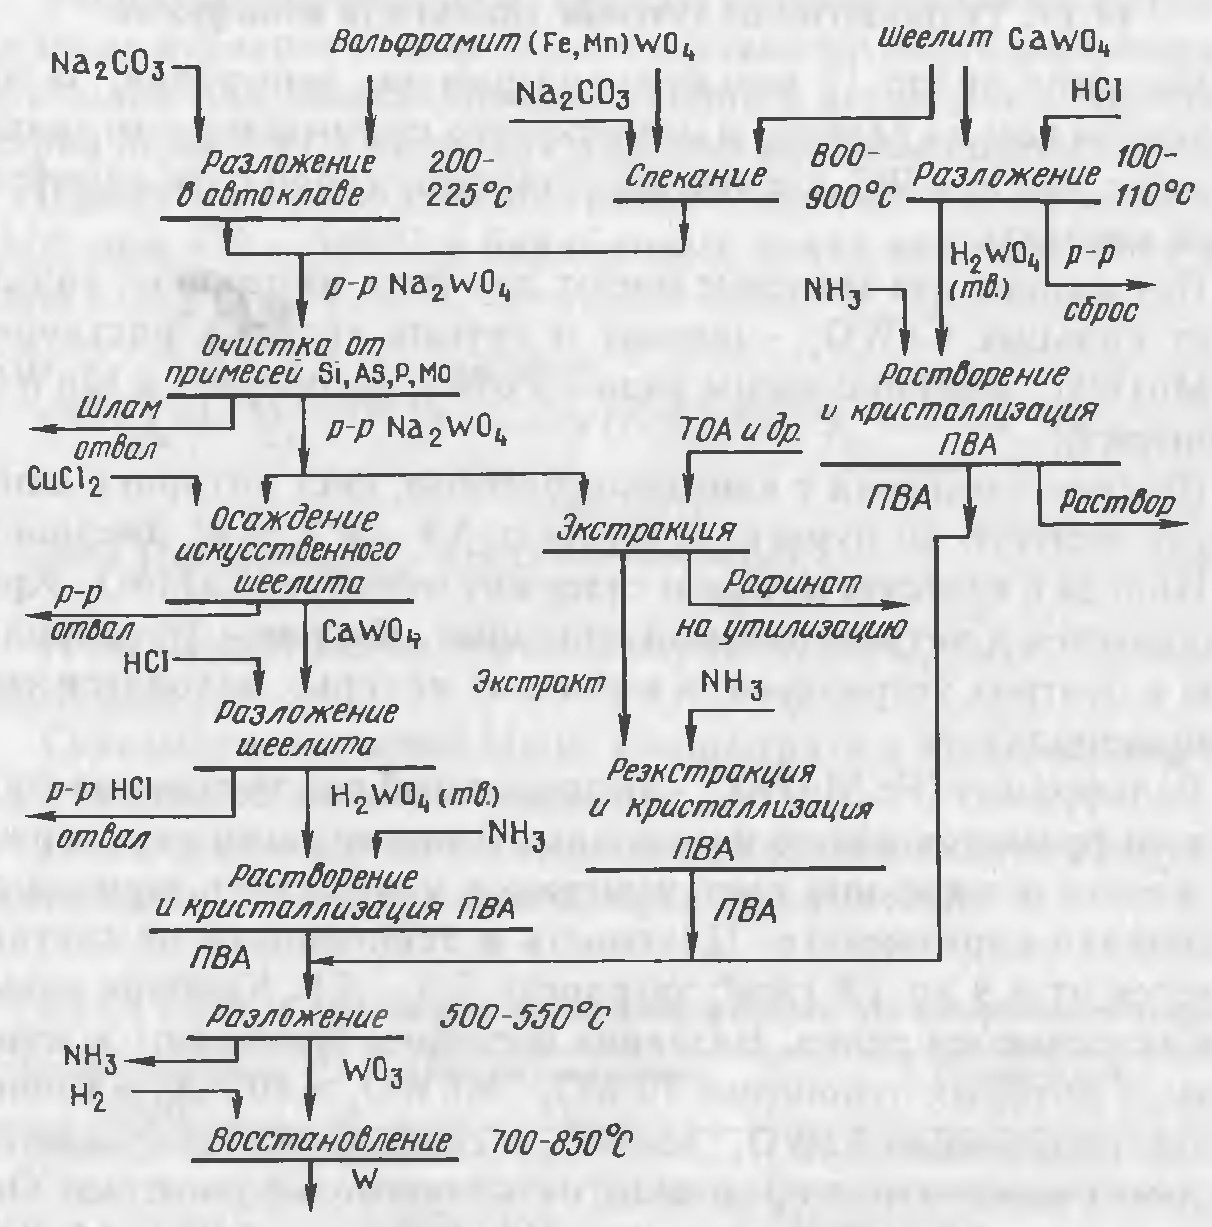 Вольфрамит (Fe,Mn)WO4
Шеелит CaWO4
Na2CO3
Na2CO3
HCl
Разложение
в автоклаве
200-
225°C
Спекание
800-
900°C
Разложение
100-
110°C
р-р Na2WO4
NH3
H2WO4
(тв.)
р-р
сброс
Очистка от
примесей Si, AS, P, Mo
Шлам
отвал
р-р Na2WO4
Растворение
и кристаллизация
ПВА
ТОА и др.
CuCl2
ПВА
Раствор
Осаждение
искусственного
шеелита
Экстракция
р-р
отвал
CaWO4
Рафинат
на утилизацию
HCl
Экстракт
NH3
Разложение
шеелита
р-р HCl
отвал
H2WO4 (тв.)
NH3
Реэкстракция
и кристаллизация
ПВА
Растворение
и кристаллизация ПВА
ПВА
ПВА
Разложение
500-550°C
NH3
WO3
H2
Восстановление
700-850°C
W